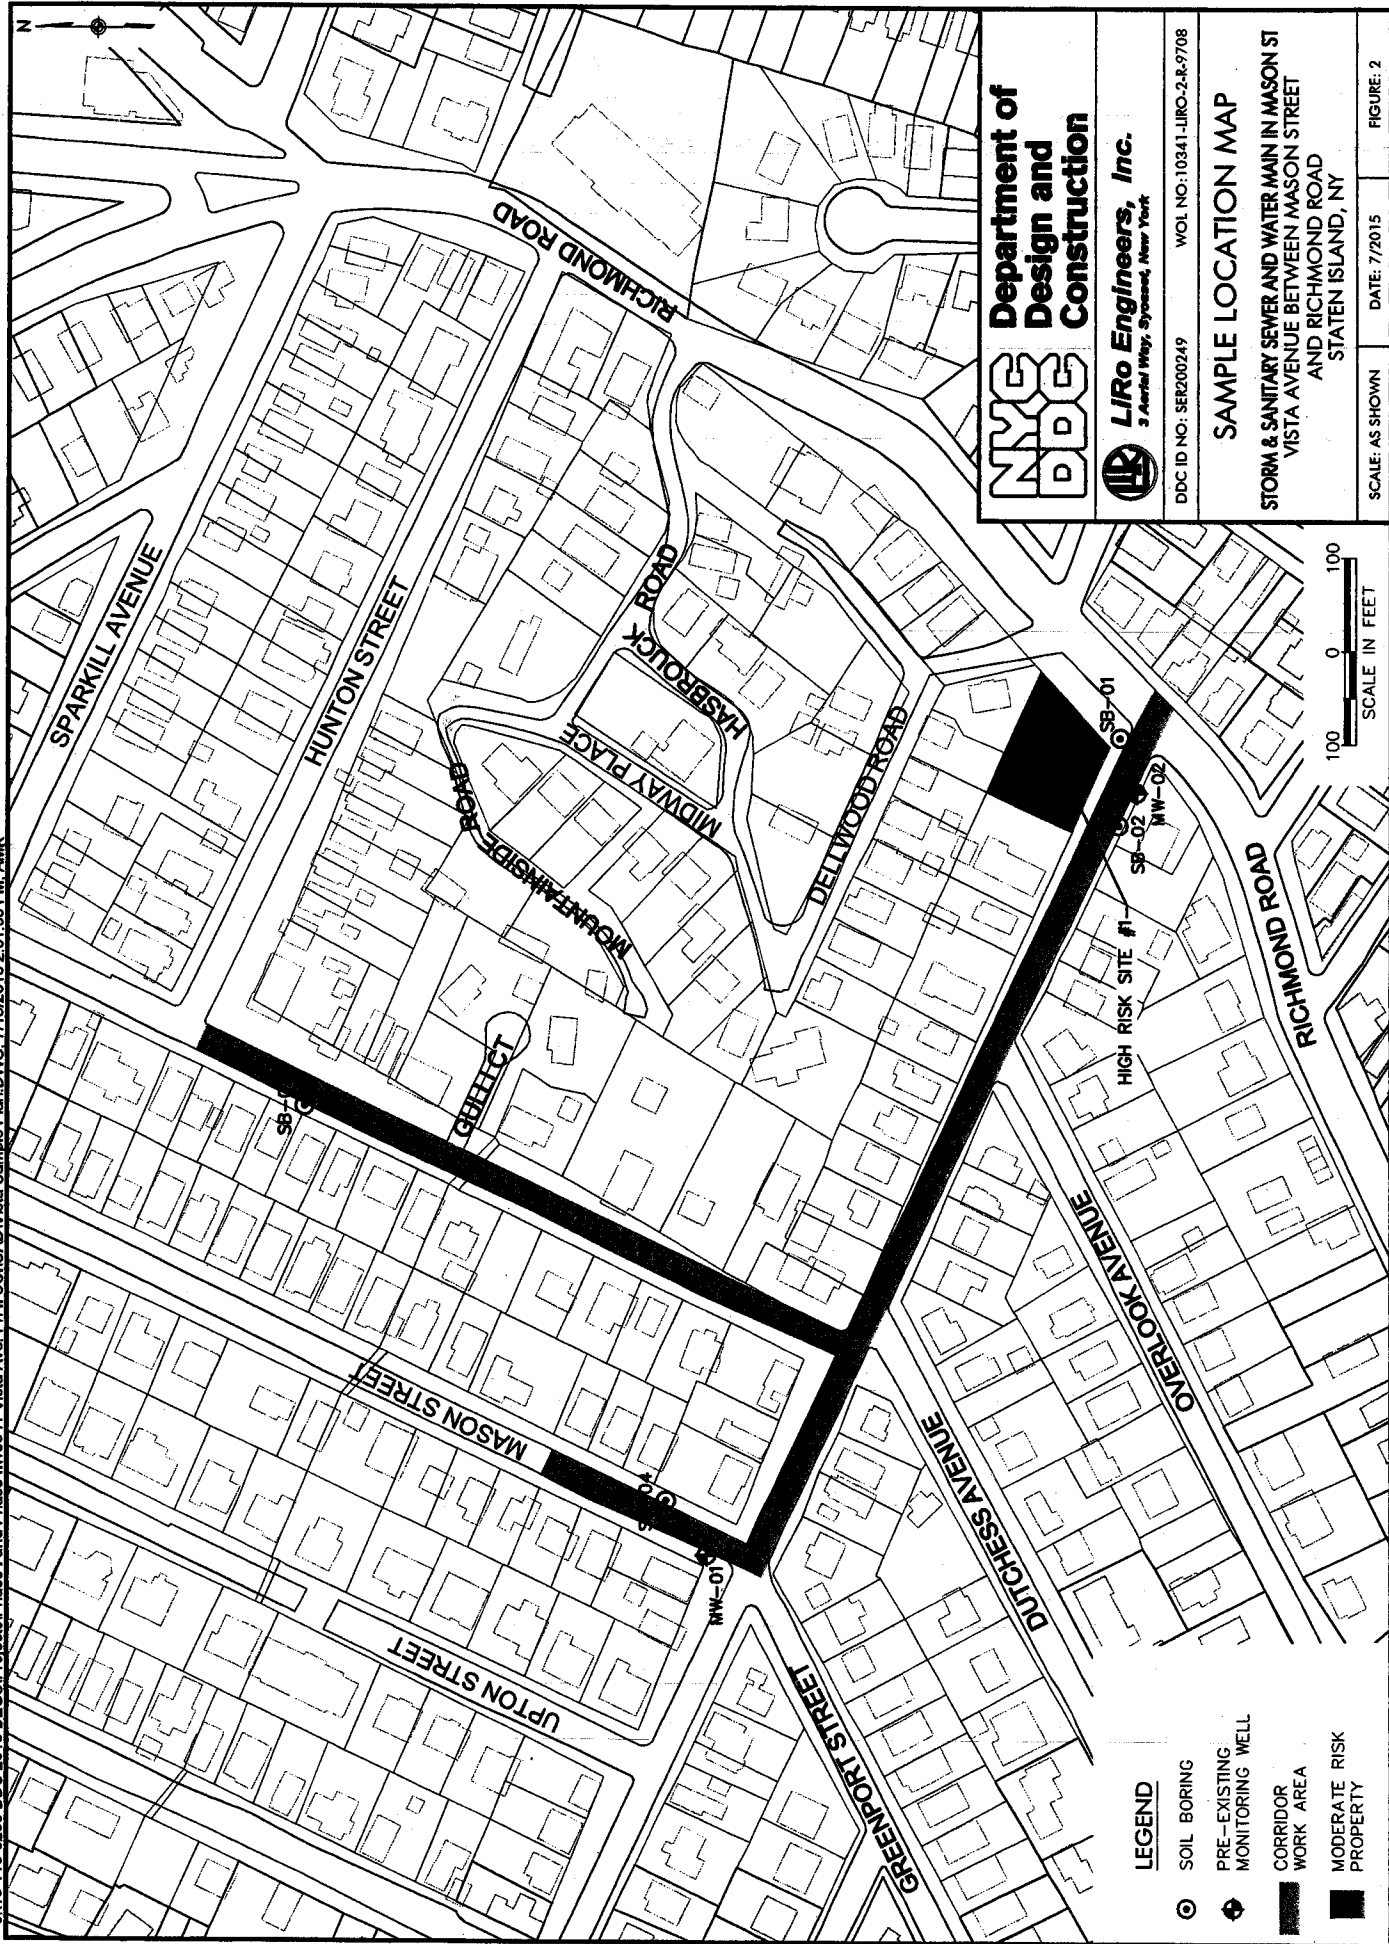 N
SPARKILL AVENUE
HUNTON STREET
RICHMOND ROAD
MOUNTAINSIDE ROAD
MIDWAY PLACE
HASBROUCK ROAD
DELLWOOD ROAD
GULLI CT
MASON STREET
UPTON STREET
GREENPORT STREET
DUTCHESS AVENUE
OVERLOOK AVENUE
RICHMOND ROAD
SB-01
SB-02
MW-02
HIGH RISK SITE #1
MW-01
LEGEND
SOIL BORING
PRE-EXISTING
MONITORING WELL
CORRIDOR
WORK AREA
MODERATE RISK
PROPERTY
100 0 100
SCALE IN FEET
NYC
DDC
Department of
Design and
Construction
LiRo Engineers, Inc.
3 Aerial Way, Syosset, New York
DDC ID NO: SER200249 WOL NO:10341-LIRO-2-R-9708
SAMPLE LOCATION MAP
STORM & SANITARY SEWER AND WATER MAIN IN MASON ST
VISTA AVENUE BETWEEN MASON STREET
AND RICHMOND ROAD
STATEN ISLAND, NY
SCALE: AS SHOWN DATE: 7/2015 FIGURE: 2